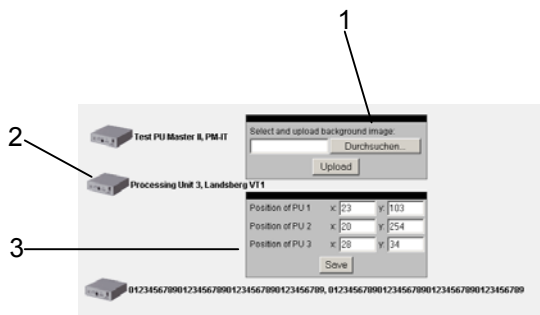 1
Test PU Master II, PM-IT
Select and upload background image:
Durchsuchen...
Upload
2
Processing Unit 3, Landsberg VT1
Position of PU 1 x: 23 y: 103
Position of PU 2 x: 20 y: 254
Position of PU 3 x: 28 y: 34
3
Save
0123456789012345678901234567890123456789, 0123456789012345678901234567890123456789